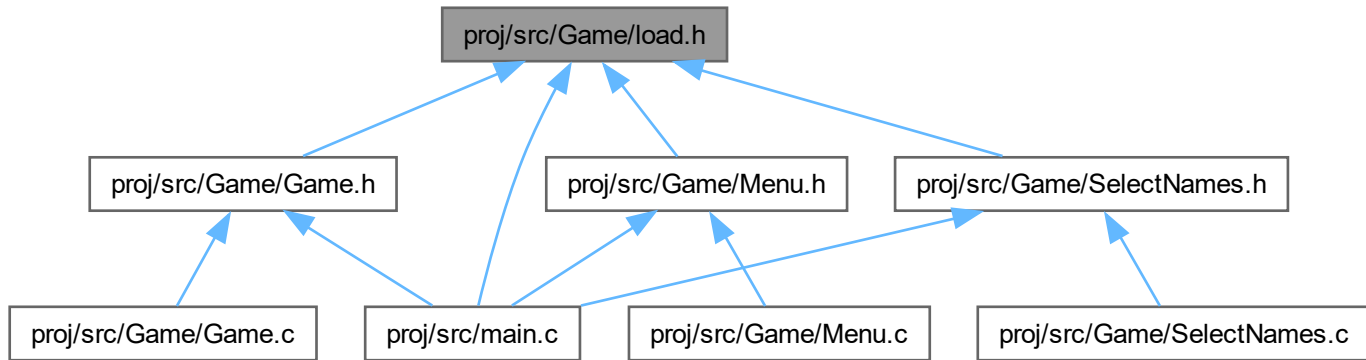 proj/src/Game/load.h
proj/src/Game/Game.h
proj/src/Game/Menu.h
proj/src/Game/SelectNames.h
proj/src/Game/Game.c
proj/src/main.c
proj/src/Game/Menu.c
proj/src/Game/SelectNames.c